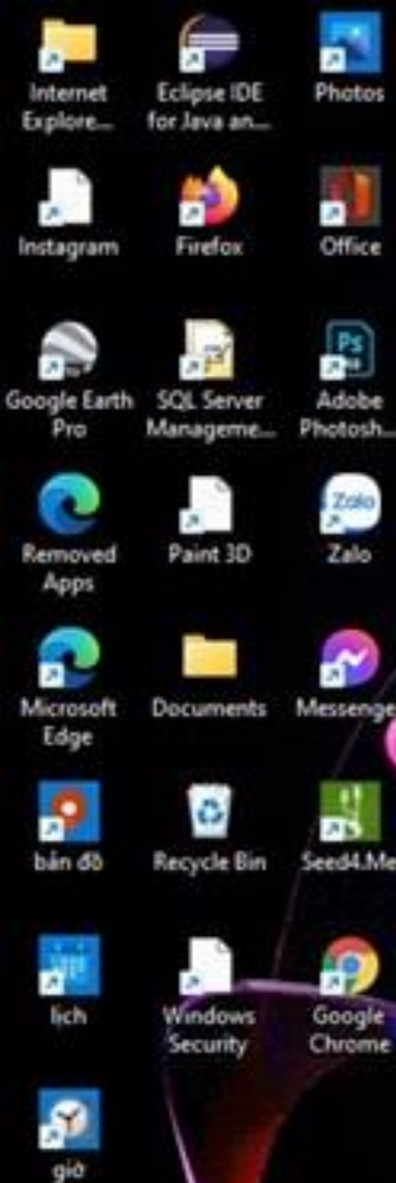 Internet
Explore...
Eclipse IDE
for Java an...
Photos
Instagram
Firefox
Office
Google Earth
Pro
SQL Server
Manageme...
Ps
Adobe
Photosh...
Removed
Apps
Paint 3D
Zalo
Zalo
Microsoft
Edge
Documents
Messenge
bản đồ
Recycle Bin
Seed4.Me
lịch
Windows
Security
Google
Chrome
giờ